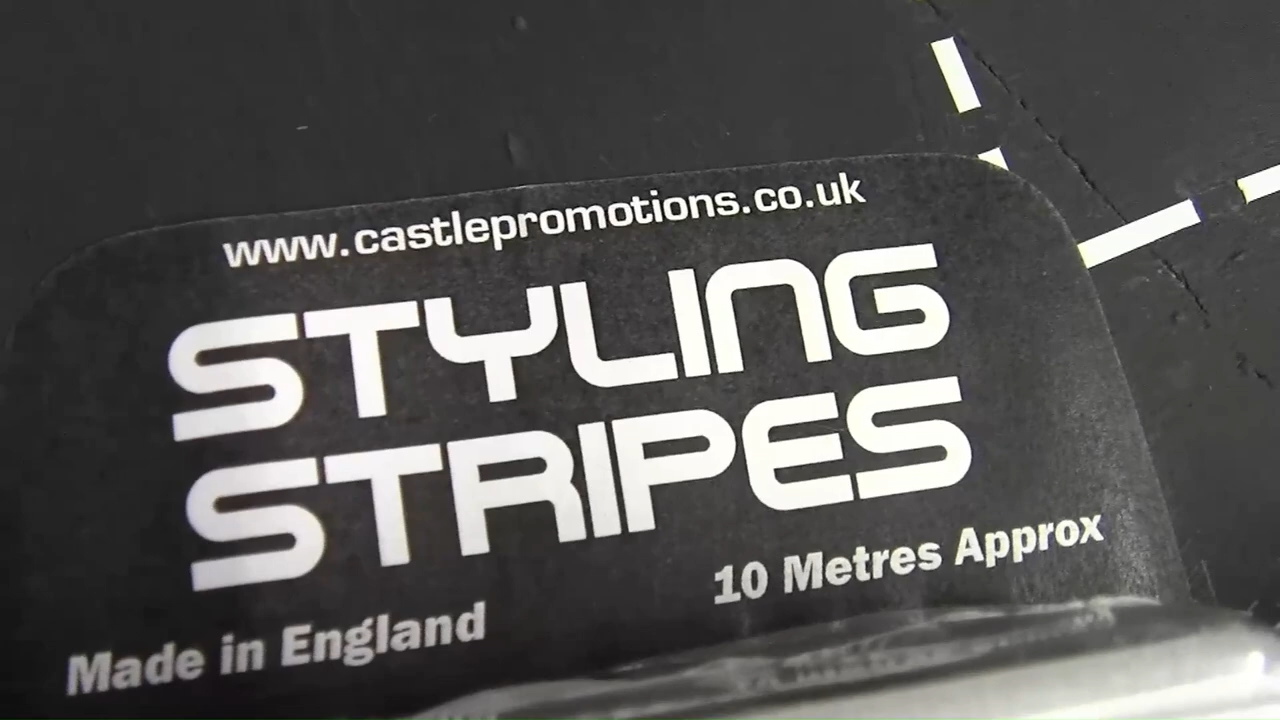 www.castlepromotions.co.uk
STYLING
STRIPES
10 Metres Approx
Made in England